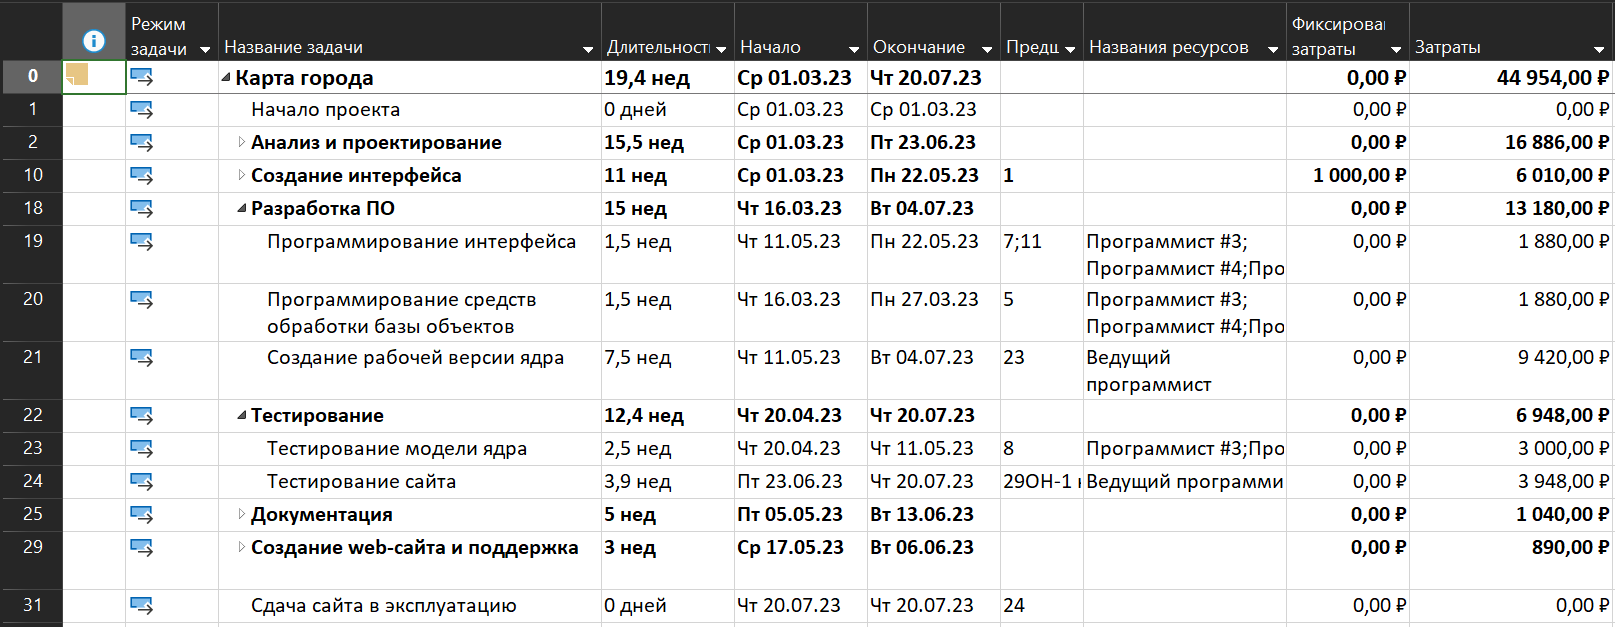 Режим задачи Название задачи Длительност Начало Окончание Предш Названия ресурсов Фиксирова затраты Затраты
0 Карта города 19,4 нед Ср 01.03.23 Чт 20.07.23 0,00 ₽ 44 954,00 ₽
1 Начало проекта 0 дней Ср 01.03.23 Ср 01.03.23 0,00 ₽ 0,00 ₽
2 Анализ и проектирование 15,5 нед Ср 01.03.23 Пт 23.06.23 0,00 ₽ 16 886,00 ₽
10 Создание интерфейса 11 нед Ср 01.03.23 Пн 22.05.23 1 1 000,00 ₽ 6 010,00 ₽
18 Разработка ПО 15 нед Чт 16.03.23 Вт 04.07.23 0,00 ₽ 13 180,00 ₽
19 Программирование интерфейса 1,5 нед Чт 11.05.23 Пн 22.05.23 7;11 Программист #3; 0,00 ₽ 1 880,00 ₽
Программист #4;Про
20 Программирование средств 1,5 нед Чт 16.03.23 Пн 27.03.23 5 Программист #3; 0,00 ₽ 1 880,00 ₽
обработки базы объектов Программист #4;Про
21 Создание рабочей версии ядра 7,5 нед Чт 11.05.23 Вт 04.07.23 23 Ведущий 0,00 ₽ 9 420,00 ₽
программист
22 Тестирование 12,4 нед Чт 20.04.23 Чт 20.07.23 0,00 ₽ 6 948,00 ₽
23 Тестирование модели ядра 2,5 нед Чт 20.04.23 Чт 11.05.23 8 Программист #3;Про 0,00 ₽ 3 000,00 ₽
24 Тестирование сайта 3,9 нед Пт 23.06.23 Чт 20.07.23 29ОН-1 н Ведущий программи 0,00 ₽ 3 948,00 ₽
25 Документация 5 нед Пт 05.05.23 Вт 13.06.23 0,00 ₽ 1 040,00 ₽
29 Создание web-сайта и поддержка 3 нед Ср 17.05.23 Вт 06.06.23 0,00 ₽ 890,00 ₽
31 Сдача сайта в эксплуатацию 0 дней Чт 20.07.23 Чт 20.07.23 24 0,00 ₽ 0,00 ₽